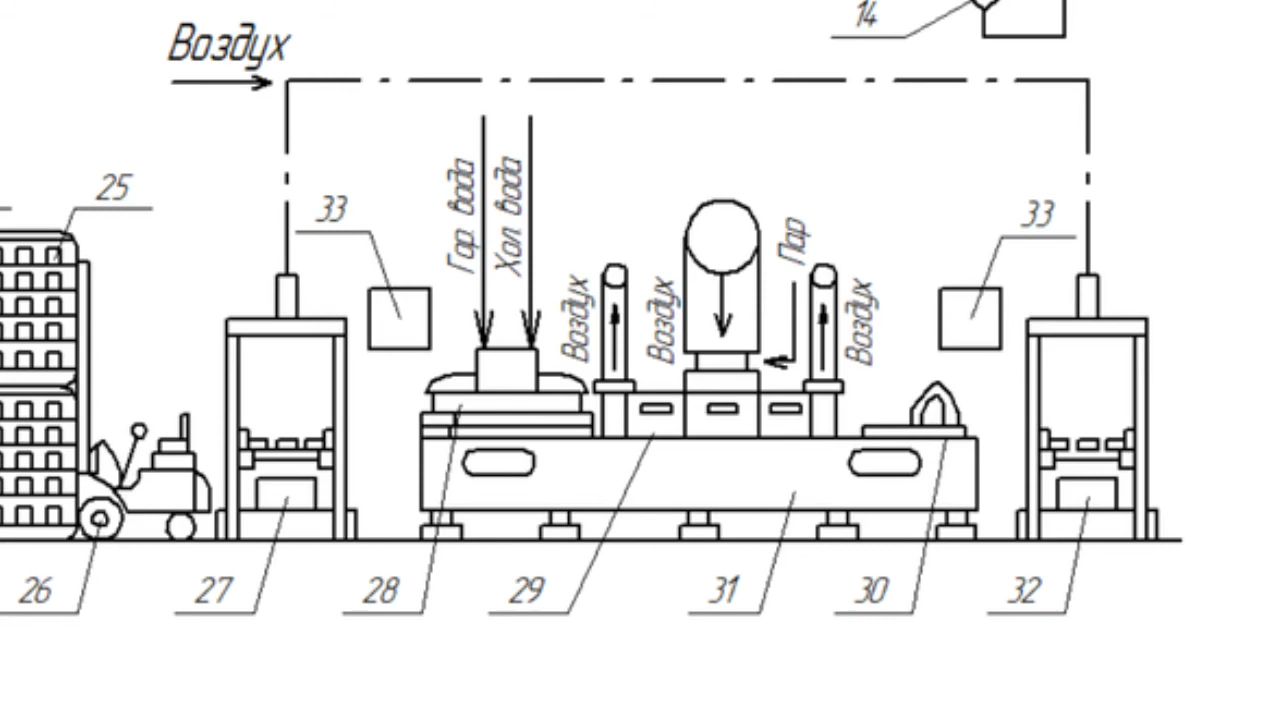 14
Воздух
25
33
Гор. вода
Хол вода
Воздух
Воздух
Пар
Воздух
33
26
27
28
29
31
30
32